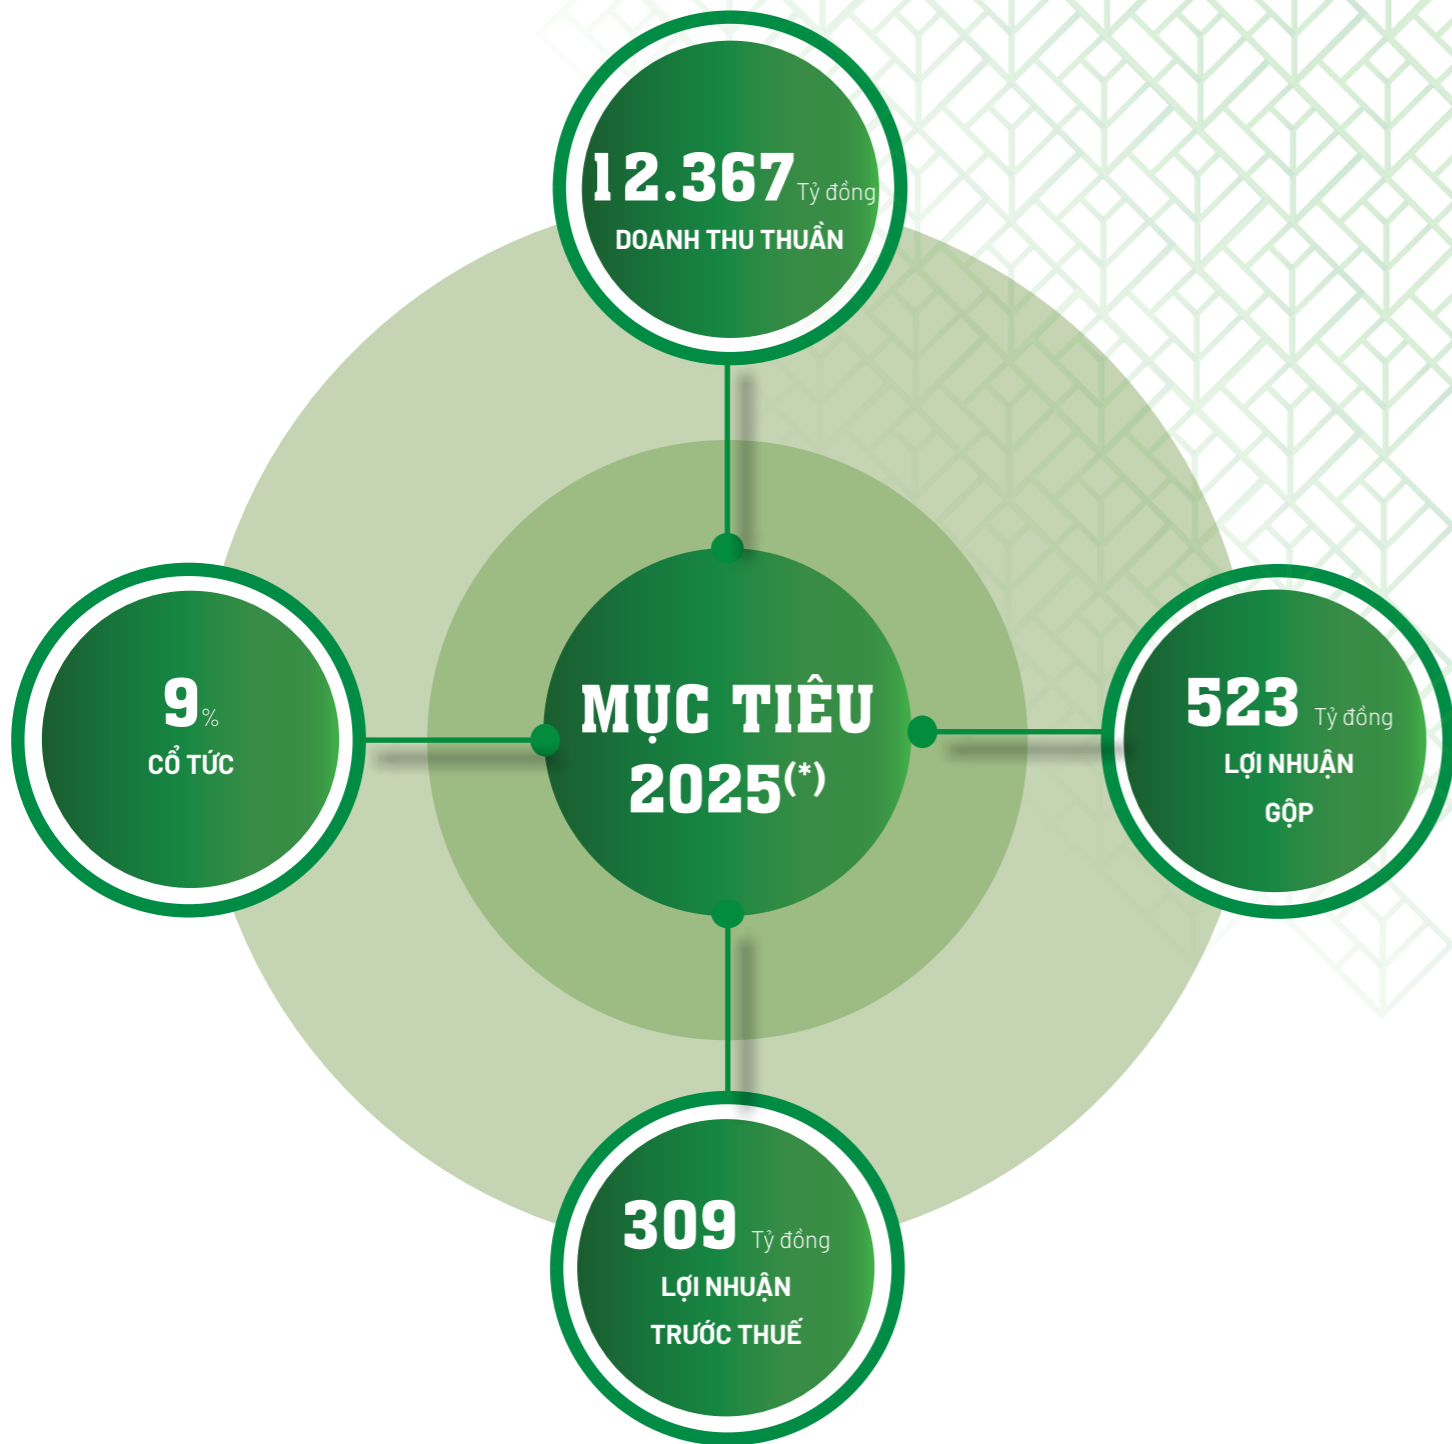 12.367 Tỷ đồng
DOANH THU THUẦN
9%
CỔ TỨC
MỤC TIÊU
2025(*)
523 Tỷ đồng
LỢI NHUẬN
GỘP
309 Tỷ đồng
LỢI NHUẬN
TRƯỚC THUẾ